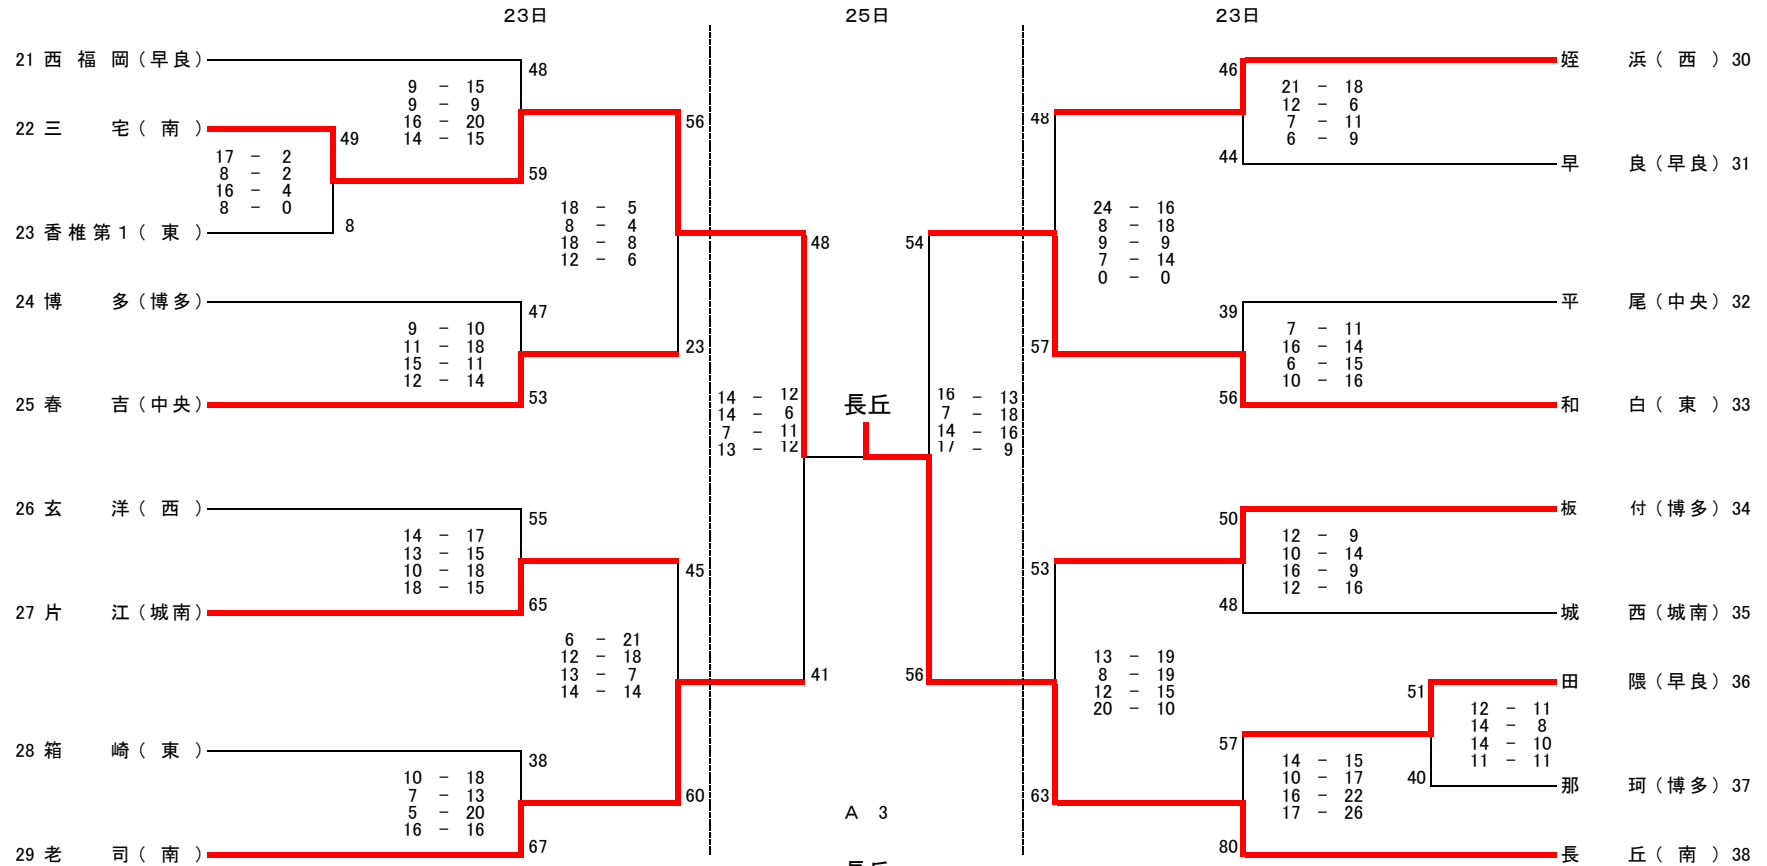 23日 25日 23日
21 西福岡(早良) 48
9 - 15
9 - 9
16 - 20
14 - 15
22 三宅(南) 49
17 - 2
8 - 2
16 - 4
8 - 0
59
23 香椎第1(東) 8
56
18 - 5
8 - 4
18 - 8
12 - 6
24 博多(博多) 47
9 - 10
11 - 18
15 - 11
12 - 14
23
25 春吉(中央) 53
48
14 - 12
14 - 6
7 - 11
13 - 12
26 玄洋(西) 55
14 - 17
13 - 15
10 - 18
18 - 15
45
27 片江(城南) 65
6 - 21
12 - 18
13 - 7
14 - 14
41
28 箱崎(東) 38
10 - 18
7 - 13
5 - 20
16 - 16
60
29 老司(南) 67
長丘
A 3
長丘
46 姪浜(西) 30
21 - 18
12 - 6
7 - 11
6 - 9
48
44 早良(早良) 31
54
24 - 16
8 - 18
9 - 9
7 - 14
0 - 0
39 平尾(中央) 32
7 - 11
16 - 14
6 - 15
10 - 16
57
56 和白(東) 33
16 - 13
7 - 18
14 - 16
17 - 9
50 板付(博多) 34
12 - 9
10 - 14
16 - 9
12 - 16
53
48 城西(城南) 35
56
13 - 19
8 - 19
12 - 15
20 - 10
51 田隈(早良) 36
12 - 11
14 - 8
14 - 10
11 - 11
57
40 那珂(博多) 37
14 - 15
10 - 17
16 - 22
17 - 26
63
80 長丘(南) 38